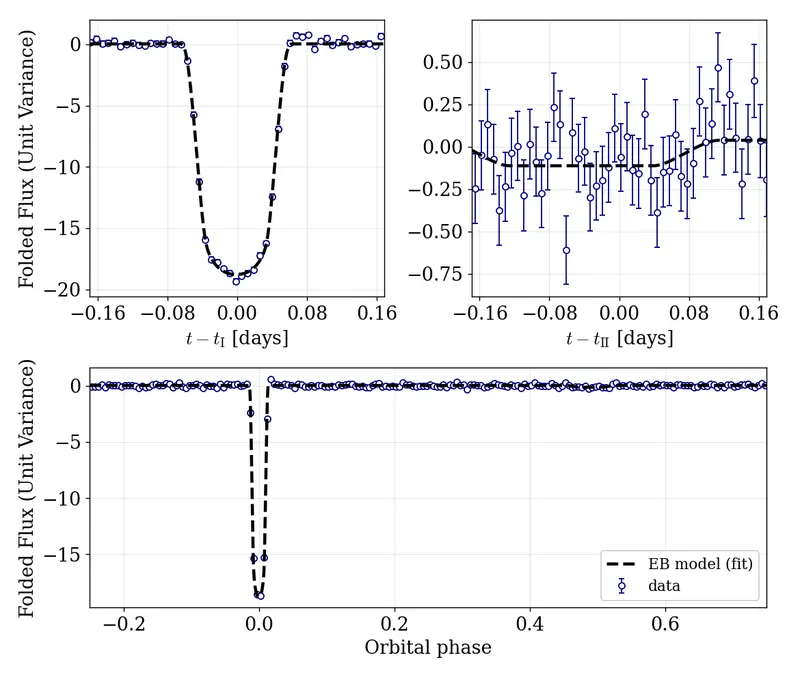 Folded Flux (Unit Variance)
0
−5
−10
−15
−20
−0.16 −0.08 0.00 0.08 0.16
t − tI [days]
0.50
0.25
0.00
−0.25
−0.50
−0.75
−0.16 −0.08 0.00 0.08 0.16
t − tII [days]
Folded Flux (Unit Variance)
0
−5
−10
−15
−0.2 0.0 0.2 0.4 0.6
Orbital phase
EB model (fit)
data